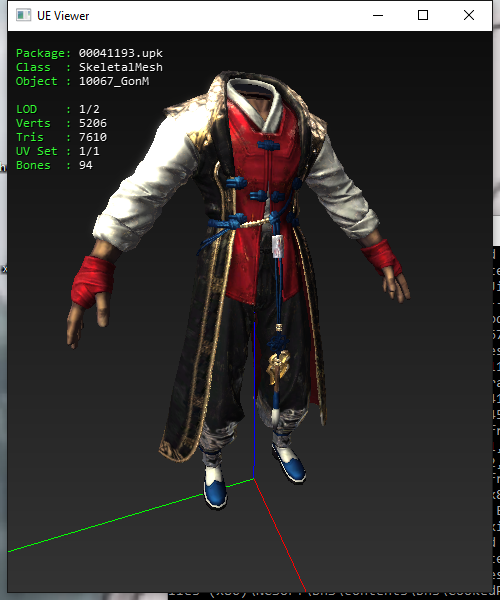 UE Viewer
Package: 00041193.upk
Class : SkeletalMesh
Object : 10067_GonM
LOD : 1/2
Verts : 5206
Tris : 7610
UV Set : 1/1
Bones : 94